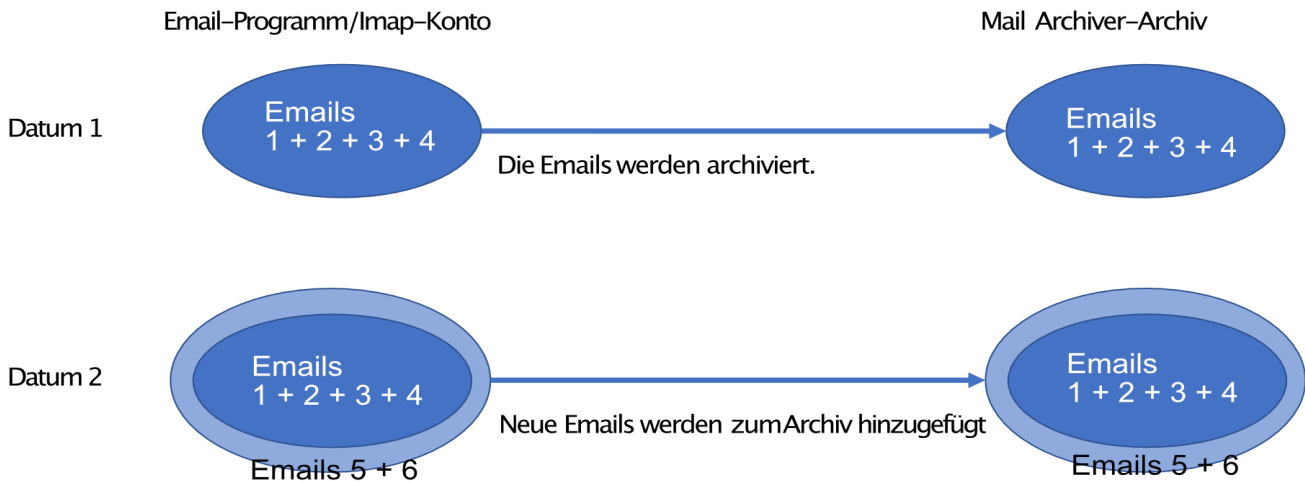 Email-Programm/Imap-Konto
Mail Archiver-Archiv
Datum 1
Emails
1 + 2 + 3 + 4
Die Emails werden archiviert.
Emails
1 + 2 + 3 + 4
Datum 2
Emails
1 + 2 + 3 + 4
Emails 5 + 6
Neue Emails werden zum Archiv hinzugefügt
Emails
1 + 2 + 3 + 4
Emails 5 + 6